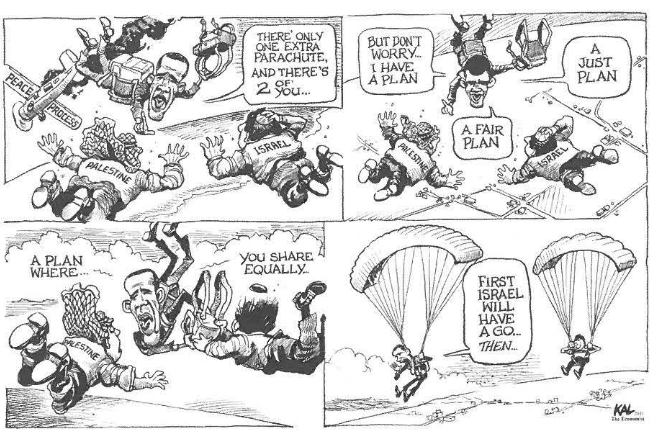 THERE' ONLY
ONE EXTRA
PARACHUTE,
AND THERE'S
2 OF
YOU...
PEACE
PROCESS
PALESTINE
ISRAEL
BUT DON'T
WORRY...
I HAVE
A PLAN
A
JUST
PLAN
A FAIR
PLAN
PALESTINE
ISRAEL
A PLAN
WHERE...
YOU SHARE
EQUALLY..
PALESTINE
FIRST
ISRAEL
WILL
HAVE
A GO...
THEN...
KAL
The Economist